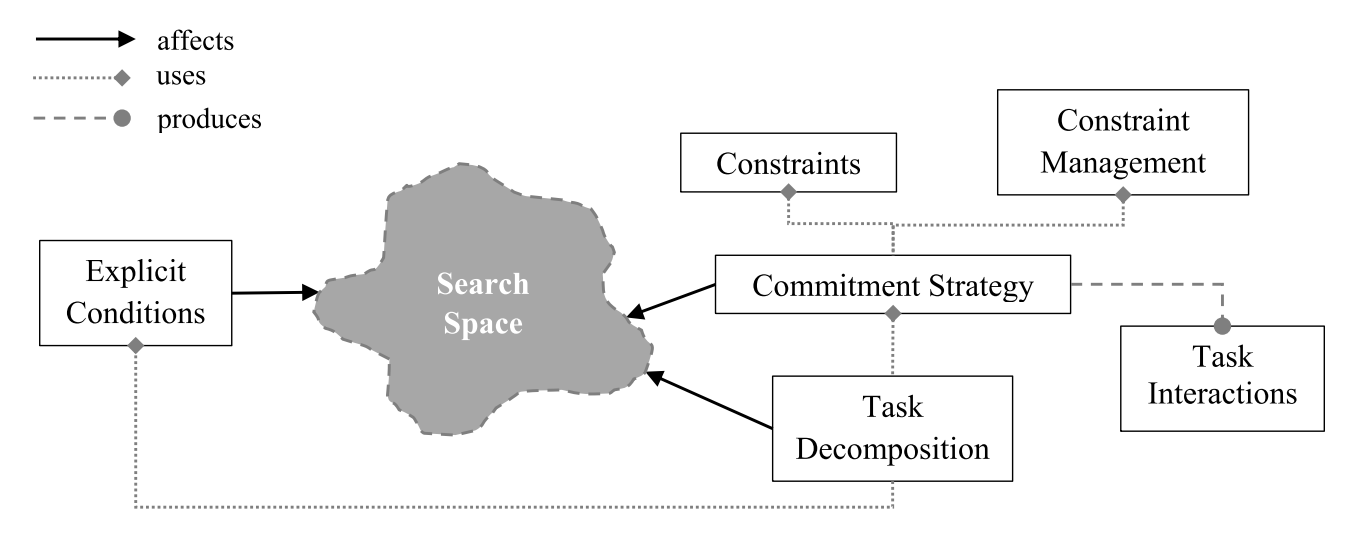 affects
uses
produces
Constraint
Management
Constraints
Explicit
Conditions
Search
Space
Commitment Strategy
Task
Interactions
Task
Decomposition